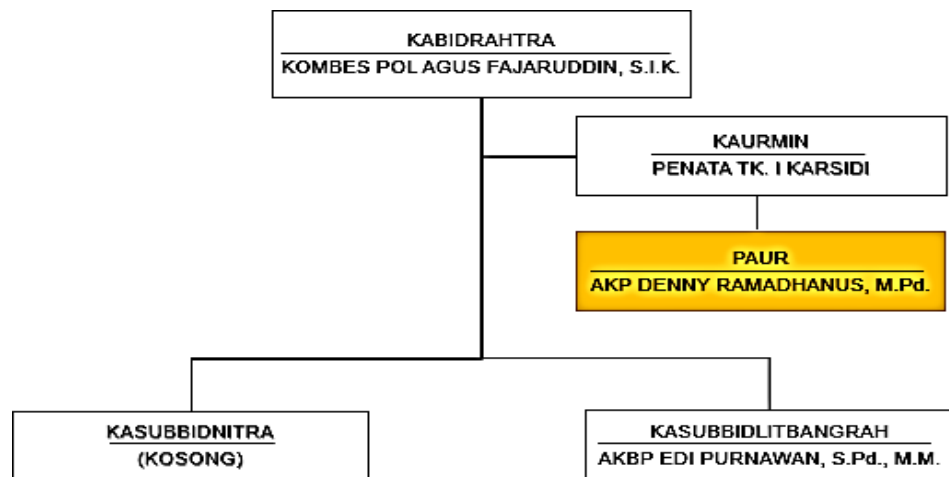 KABIDRAHTRA
KOMBES POL AGUS FAJARUDDIN, S.I.K.
KAURMIN
PENATA TK. I KARSIDI
PAUR
AKP DENNY RAMADHANUS, M.Pd.
KASUBBIDNITRA
(KOSONG)
KASUBBIDLITBANGRAH
AKBP EDI PURNAWAN, S.Pd., M.M.